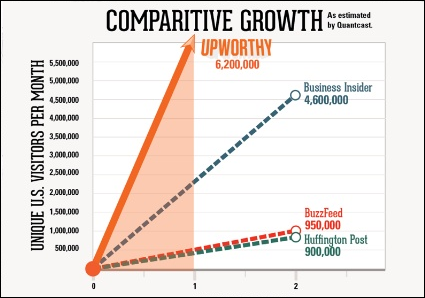 COMPARITIVE GROWTH
As estimated
by Quantcast.
UNIQUE U.S. VISITORS PER MONTH
5,500,000
5,000,000
4,500,000
4,000,000
3,500,000
3,000,000
2,500,000
2,000,000
1,500,000
1,000,000
500,000
UPWORTHY
6,200,000
Business Insider
4,600,000
BuzzFeed
950,000
Huffington Post
900,000
0
1
2